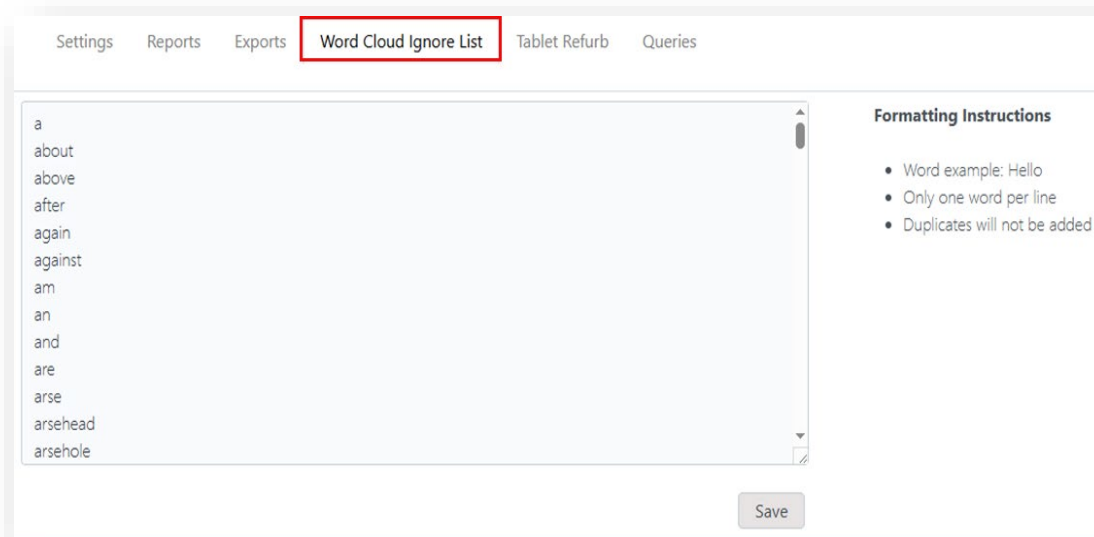 Settings Reports Exports Word Cloud Ignore List Tablet Refurb Queries
a
about
above
after
again
against
am
an
and
are
arse
arsehead
arsehole
Save
Formatting Instructions
Word example: Hello
Only one word per line
Duplicates will not be added